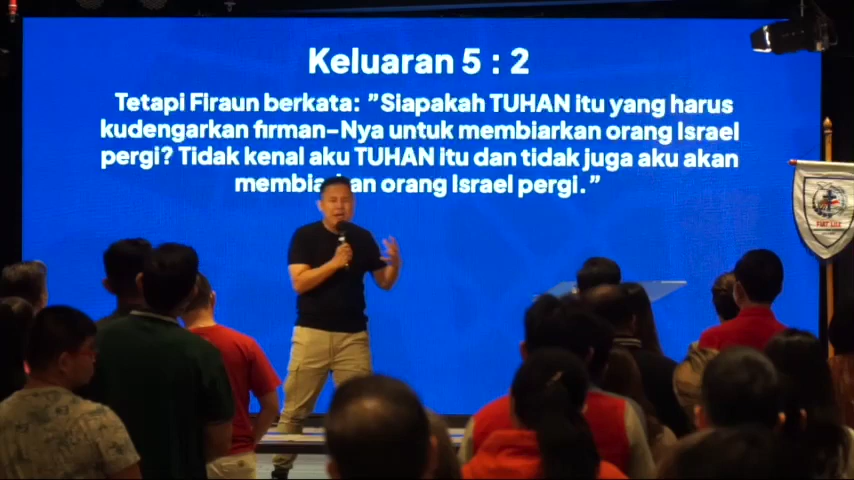 Keluaran 5 : 2
Tetapi Firaun berkata: "Siapakah TUHAN itu yang harus
kudengarkan firman-Nya untuk membiarkan orang Israel
pergi? Tidak kenal aku TUHAN itu dan tidak juga aku akan
membiarkan orang Israel pergi."